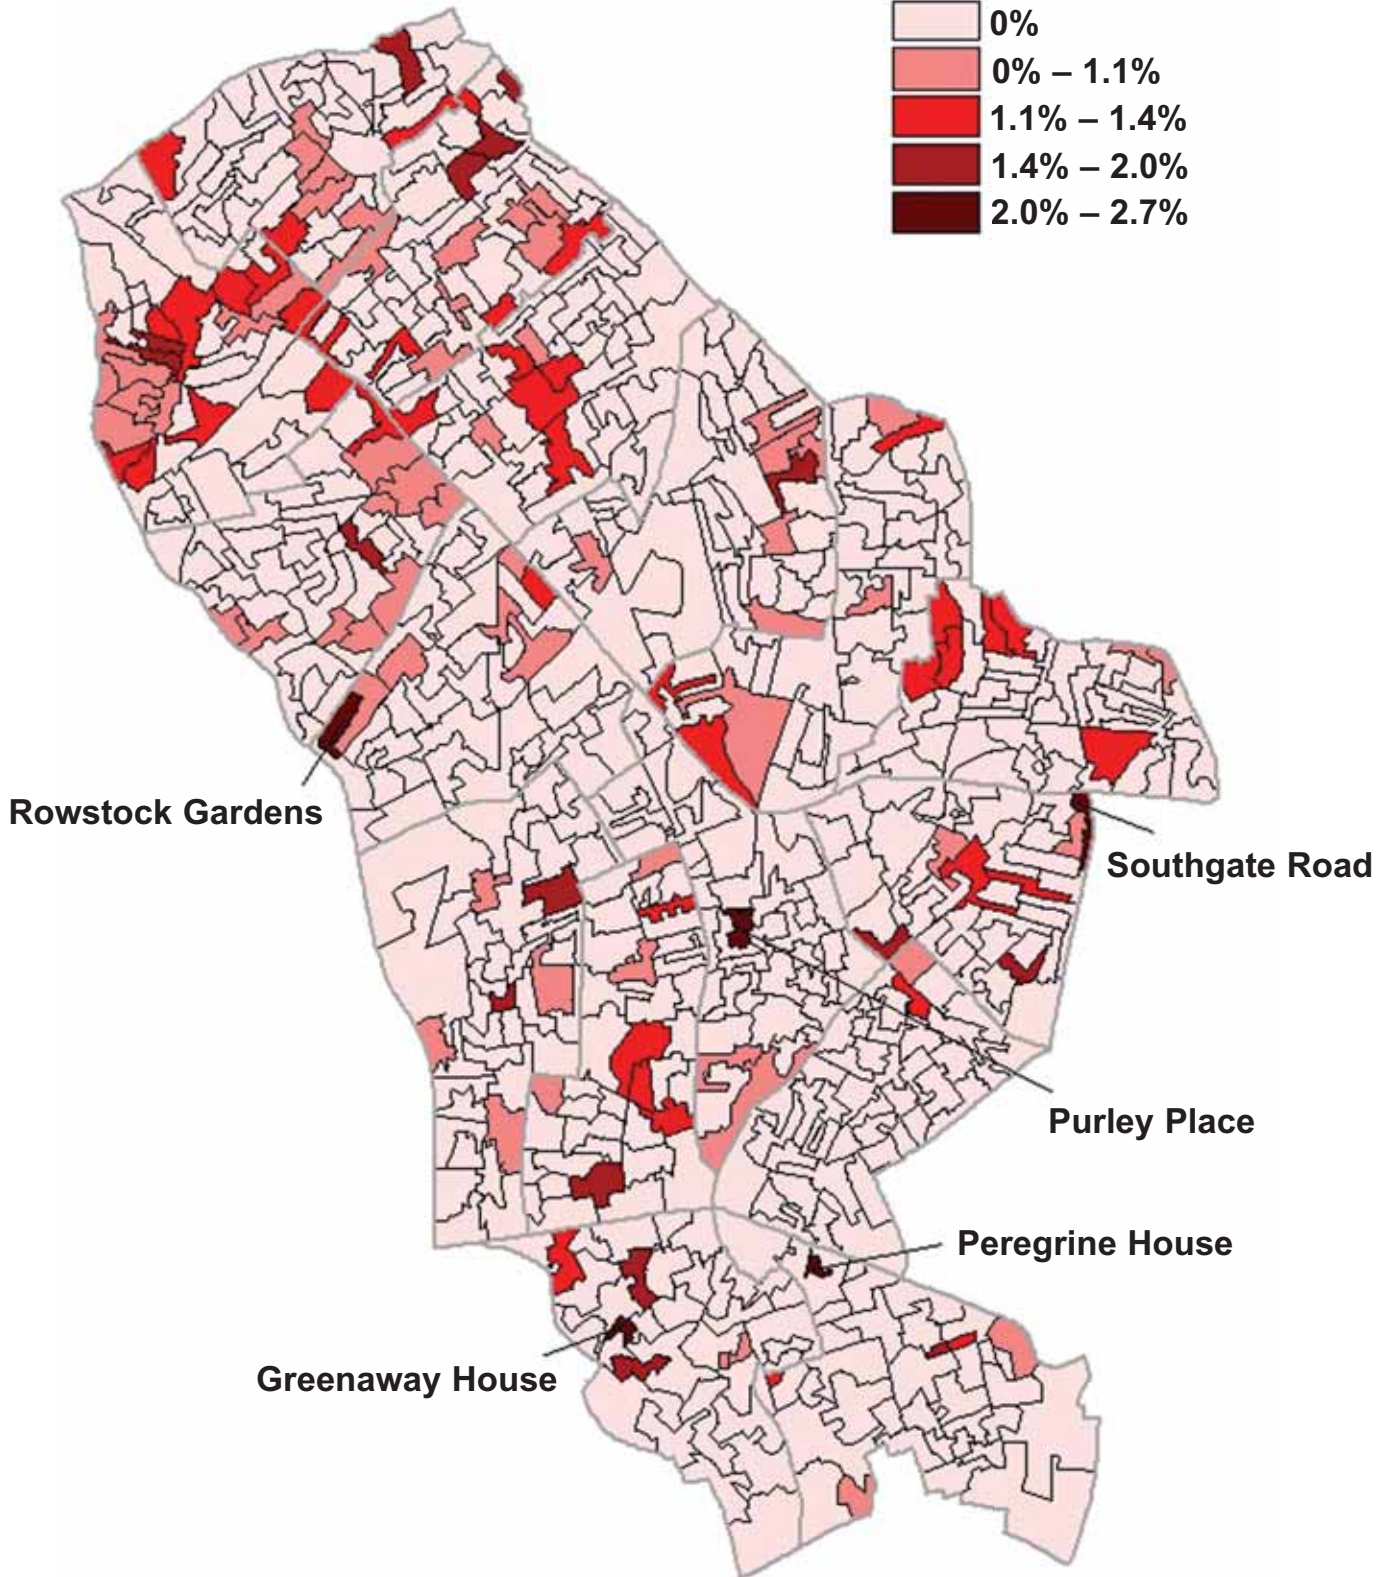 0%
0% – 1.1%
1.1% – 1.4%
1.4% – 2.0%
2.0% – 2.7%
Rowstock Gardens
Southgate Road
Purley Place
Peregrine House
Greenaway House